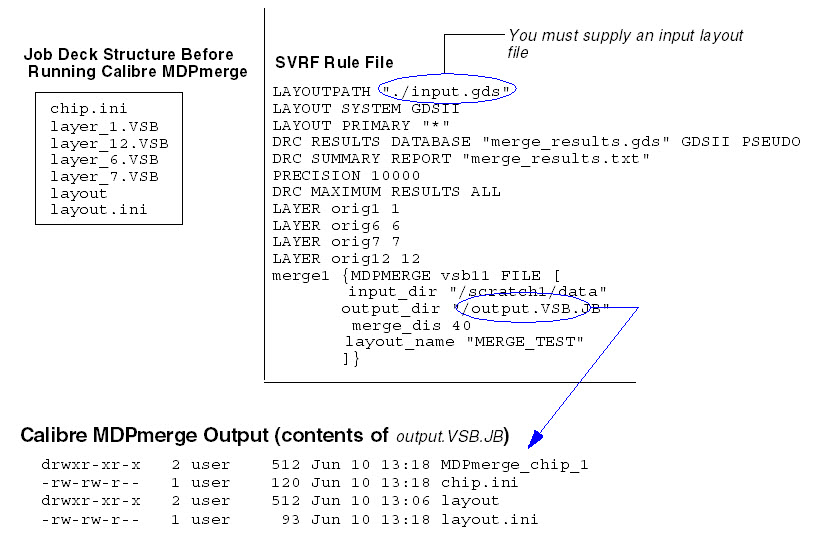 You must supply an input layout
file
Job Deck Structure Before
Running Calibre MDPmerge
chip.ini
layer_1.VSB
layer_12.VSB
layer_6.VSB
layer_7.VSB
layout
layout.ini
SVRF Rule File
LAYOUTPATH "./input.gds"
LAYOUT SYSTEM GDSII
LAYOUT PRIMARY "*"
DRC RESULTS DATABASE "merge_results.gds" GDSII PSEUDO
DRC SUMMARY REPORT "merge_results.txt"
PRECISION 10000
DRC MAXIMUM RESULTS ALL
LAYER orig1 1
LAYER orig6 6
LAYER orig7 7
LAYER orig12 12
merge1 {MDPMERGE vsb11 FILE [
input_dir "/scratch1/data"
output_dir "/output.VSB.JB"
merge_dis 40
layout_name "MERGE_TEST"
]}
Calibre MDPmerge Output (contents of output.VSB.JB)
drwxr-xr-x 2 user 512 Jun 10 13:18 MDPmerge_chip_1
-rw-rw-r-- 1 user 120 Jun 10 13:18 chip.ini
drwxr-xr-x 2 user 512 Jun 10 13:06 layout
-rw-rw-r-- 1 user 93 Jun 10 13:18 layout.ini